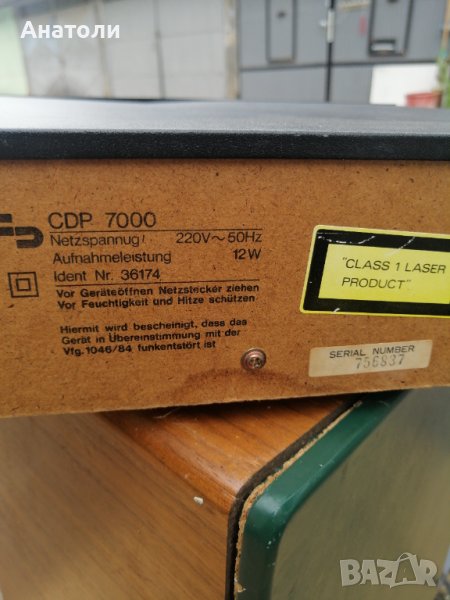 Анатоли
CDP 7000
Netzspannug/ 220V~50Hz
Aufnahmeleistung 12W
Ident Nr. 36174
Vor Geräteöffnen Netzstecker ziehen
Vor Feuchtigkeit und Hitze schützen
Hiermit wird bescheinigt, dass das
Gerät in Übereinstimmung mit der
Vfg. 1046/84 funkentstört ist
"CLASS 1 LASER
PRODUCT"
SERIAL NUMBER
756837
bazar